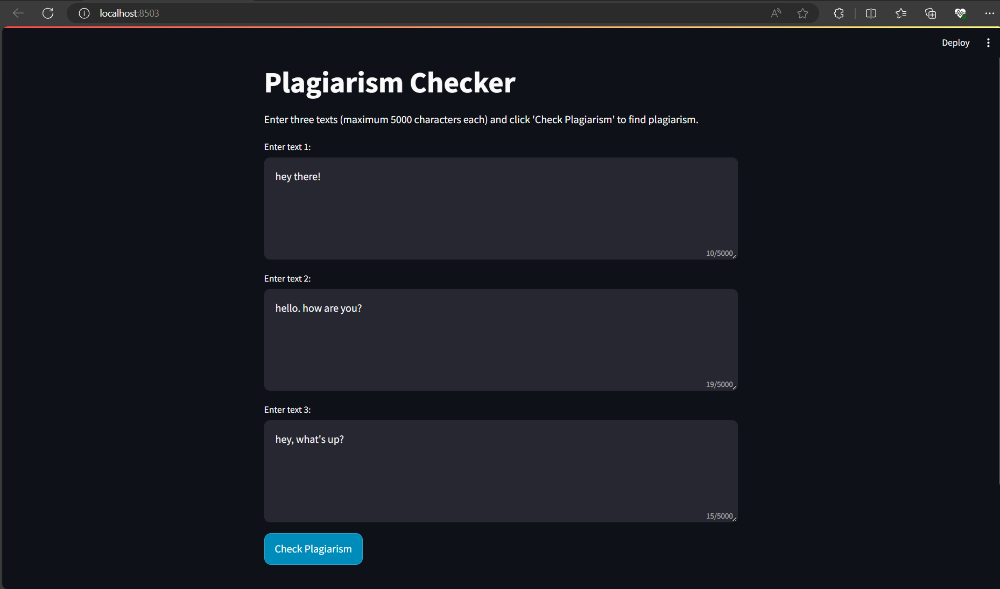 localhost:8503
Deploy
Plagiarism Checker
Enter three texts (maximum 5000 characters each) and click 'Check Plagiarism' to find plagiarism.
Enter text 1:
hey there!
10/5000
Enter text 2:
hello. how are you?
19/5000
Enter text 3:
hey, what's up?
15/5000
Check Plagiarism